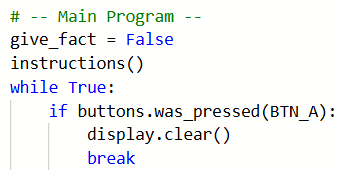 # -- Main Program --
give_fact = False
instructions()
while True:
    if buttons.was_pressed(BTN_A):
        display.clear()
        break